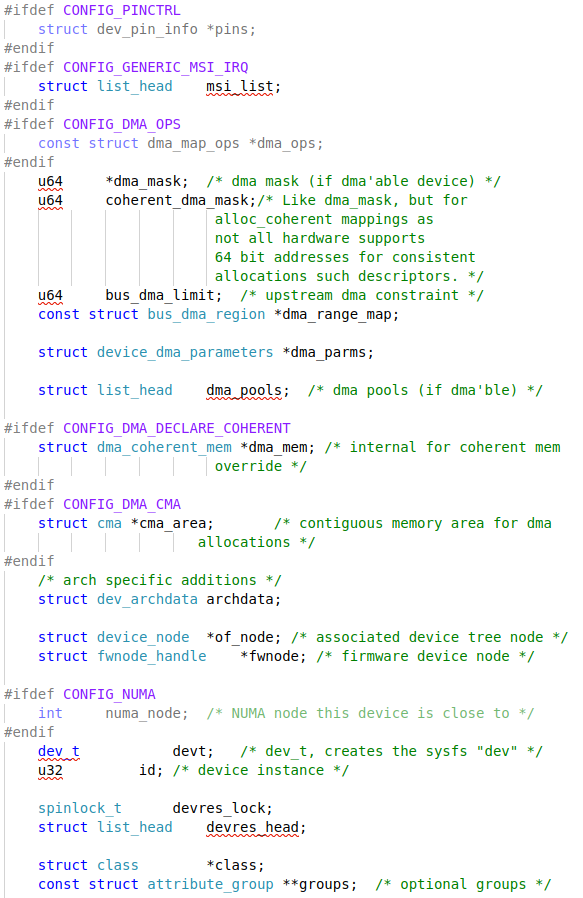 #ifdef CONFIG_PINCTRL
    struct dev_pin_info *pins;
#endif
#ifdef CONFIG_GENERIC_MSI_IRQ
    struct list_head    msi_list;
#endif
#ifdef CONFIG_DMA_OPS
    const struct dma_map_ops *dma_ops;
#endif
    u64     *dma_mask;  /* dma mask (if dma'able device) */
    u64     coherent_dma_mask;/* Like dma_mask, but for
                         alloc_coherent mappings as
                         not all hardware supports
                         64 bit addresses for consistent
                         allocations such descriptors. */
    u64     bus_dma_limit;  /* upstream dma constraint */
    const struct bus_dma_region *dma_range_map;

    struct device_dma_parameters *dma_parms;

    struct list_head    dma_pools;  /* dma pools (if dma'ble) */

#ifdef CONFIG_DMA_DECLARE_COHERENT
    struct dma_coherent_mem *dma_mem; /* internal for coherent mem
                         override */
#endif
#ifdef CONFIG_DMA_CMA
    struct cma *cma_area;       /* contiguous memory area for dma
                       allocations */
#endif
    /* arch specific additions */
    struct dev_archdata archdata;

    struct device_node  *of_node; /* associated device tree node */
    struct fwnode_handle    *fwnode; /* firmware device node */

#ifdef CONFIG_NUMA
    int     numa_node;  /* NUMA node this device is close to */
#endif
    dev_t           devt;   /* dev_t, creates the sysfs "dev" */
    u32         id; /* device instance */

    spinlock_t      devres_lock;
    struct list_head    devres_head;

    struct class        *class;
    const struct attribute_group **groups;  /* optional groups */